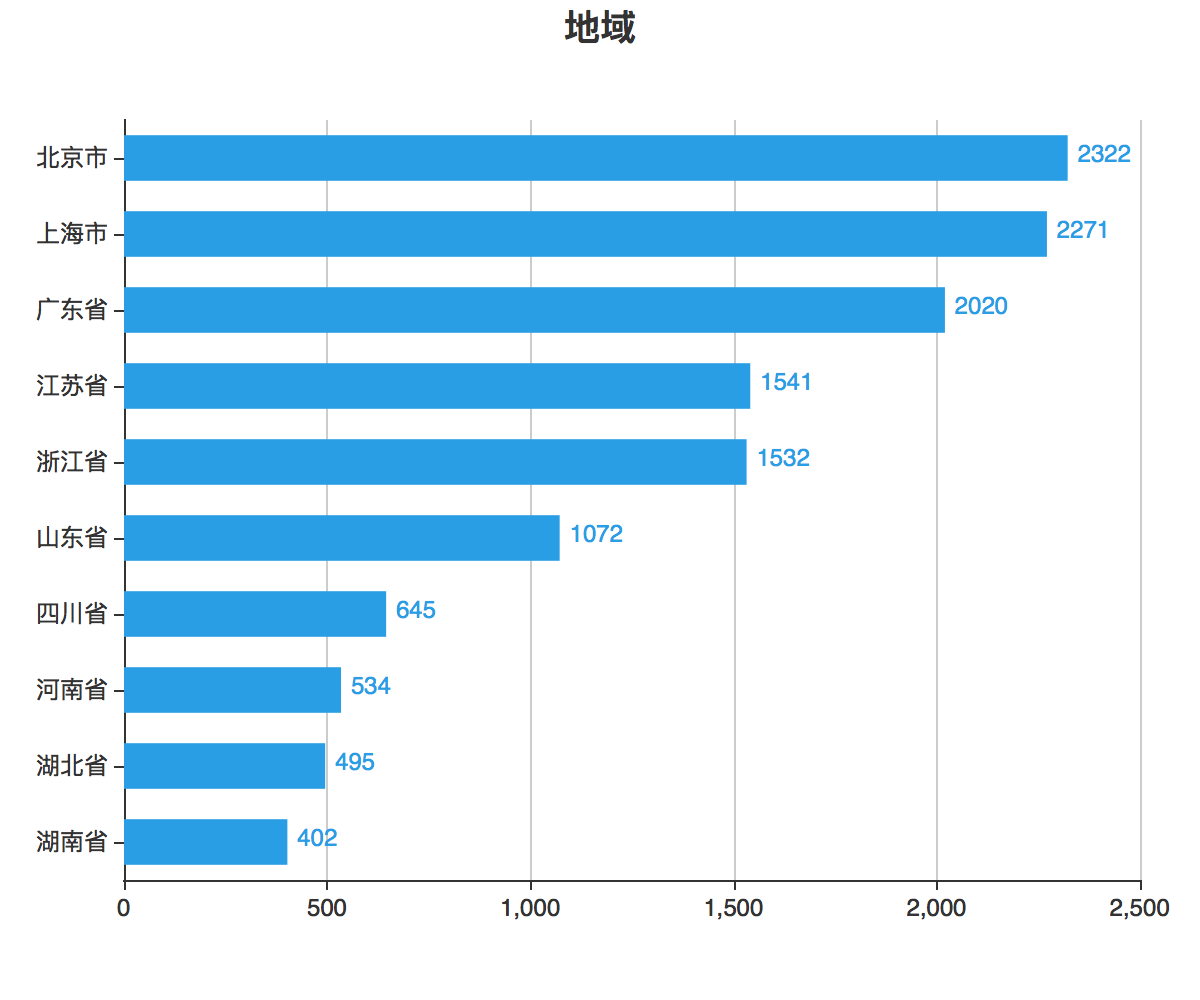 地域
北京市 2322
上海市 2271
广东省 2020
江苏省 1541
浙江省 1532
山东省 1072
四川省 645
河南省 534
湖北省 495
湖南省 402
0 500 1,000 1,500 2,000 2,500